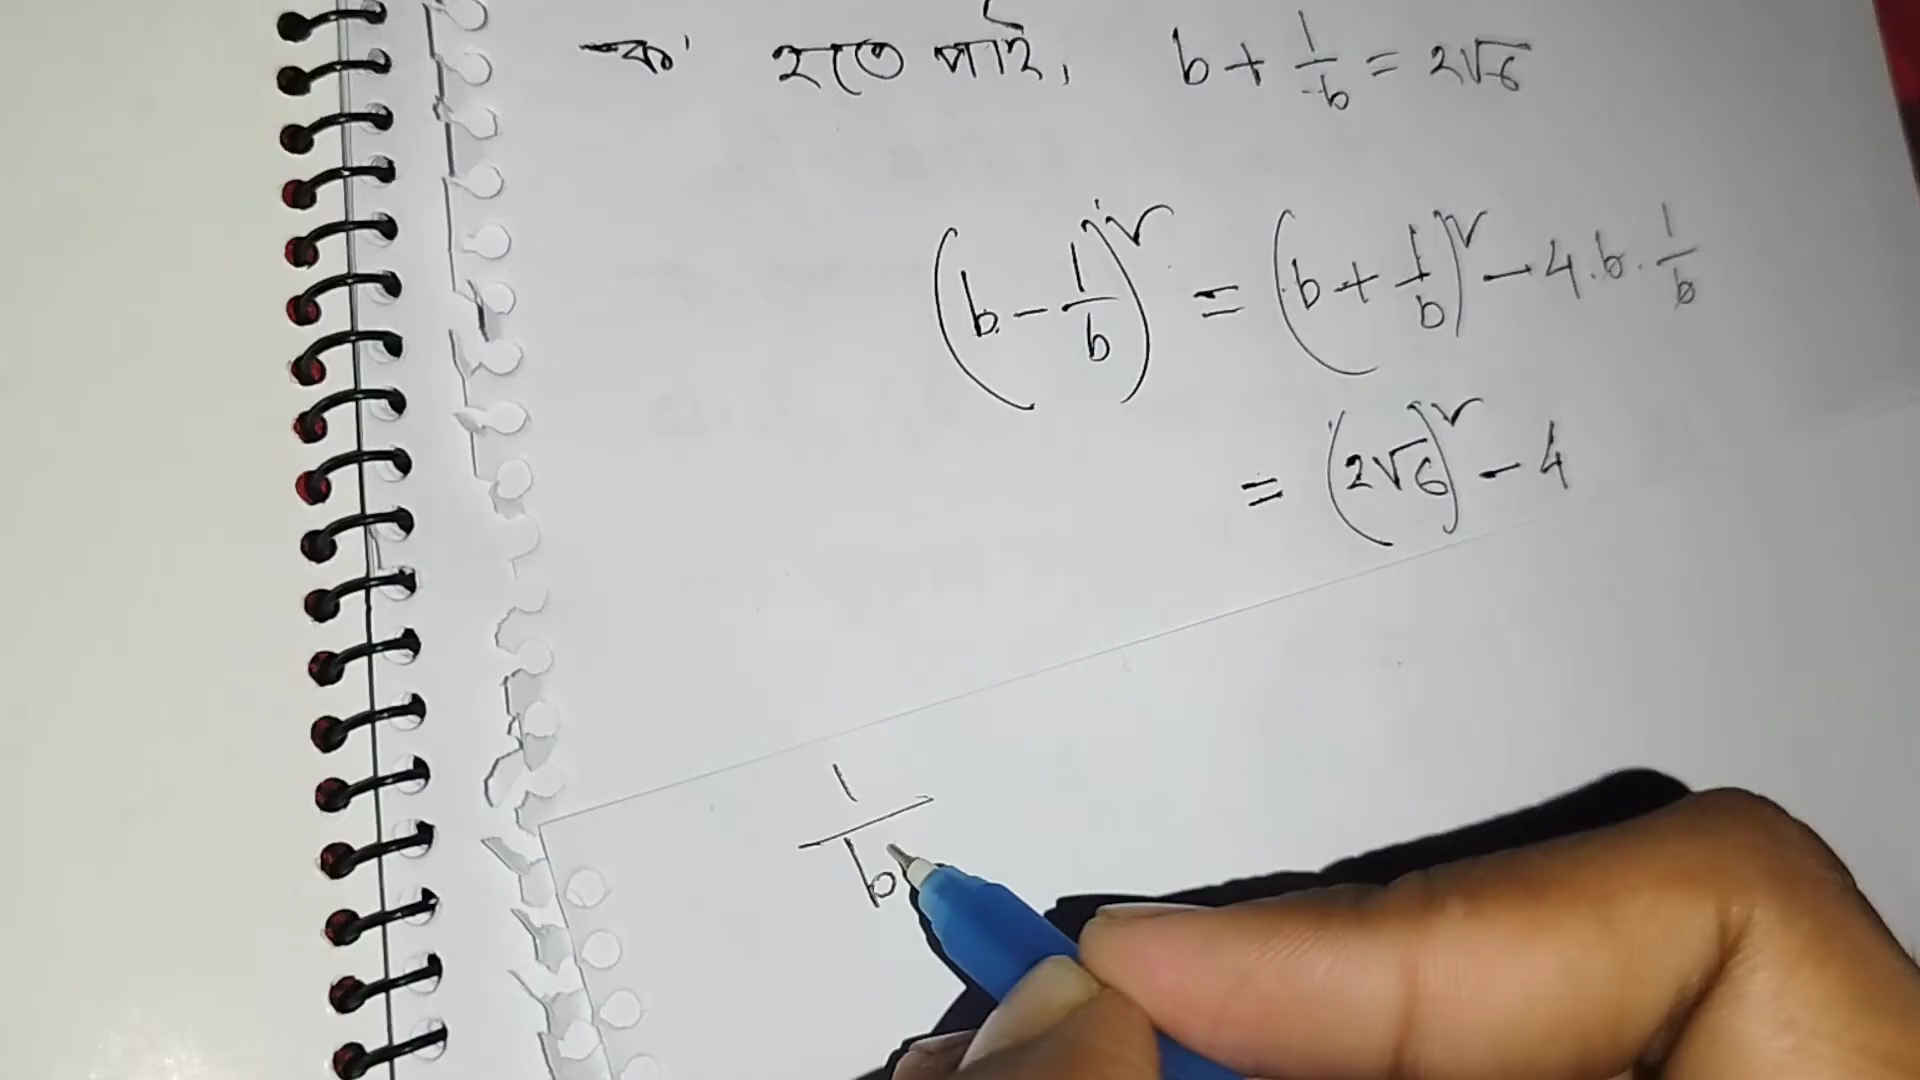 'ক' হতে পাই, b + 1/b = 2√6
(b - 1/b)² = (b + 1/b)² - 4.b.1/b
= (2√6)² - 4
1/b